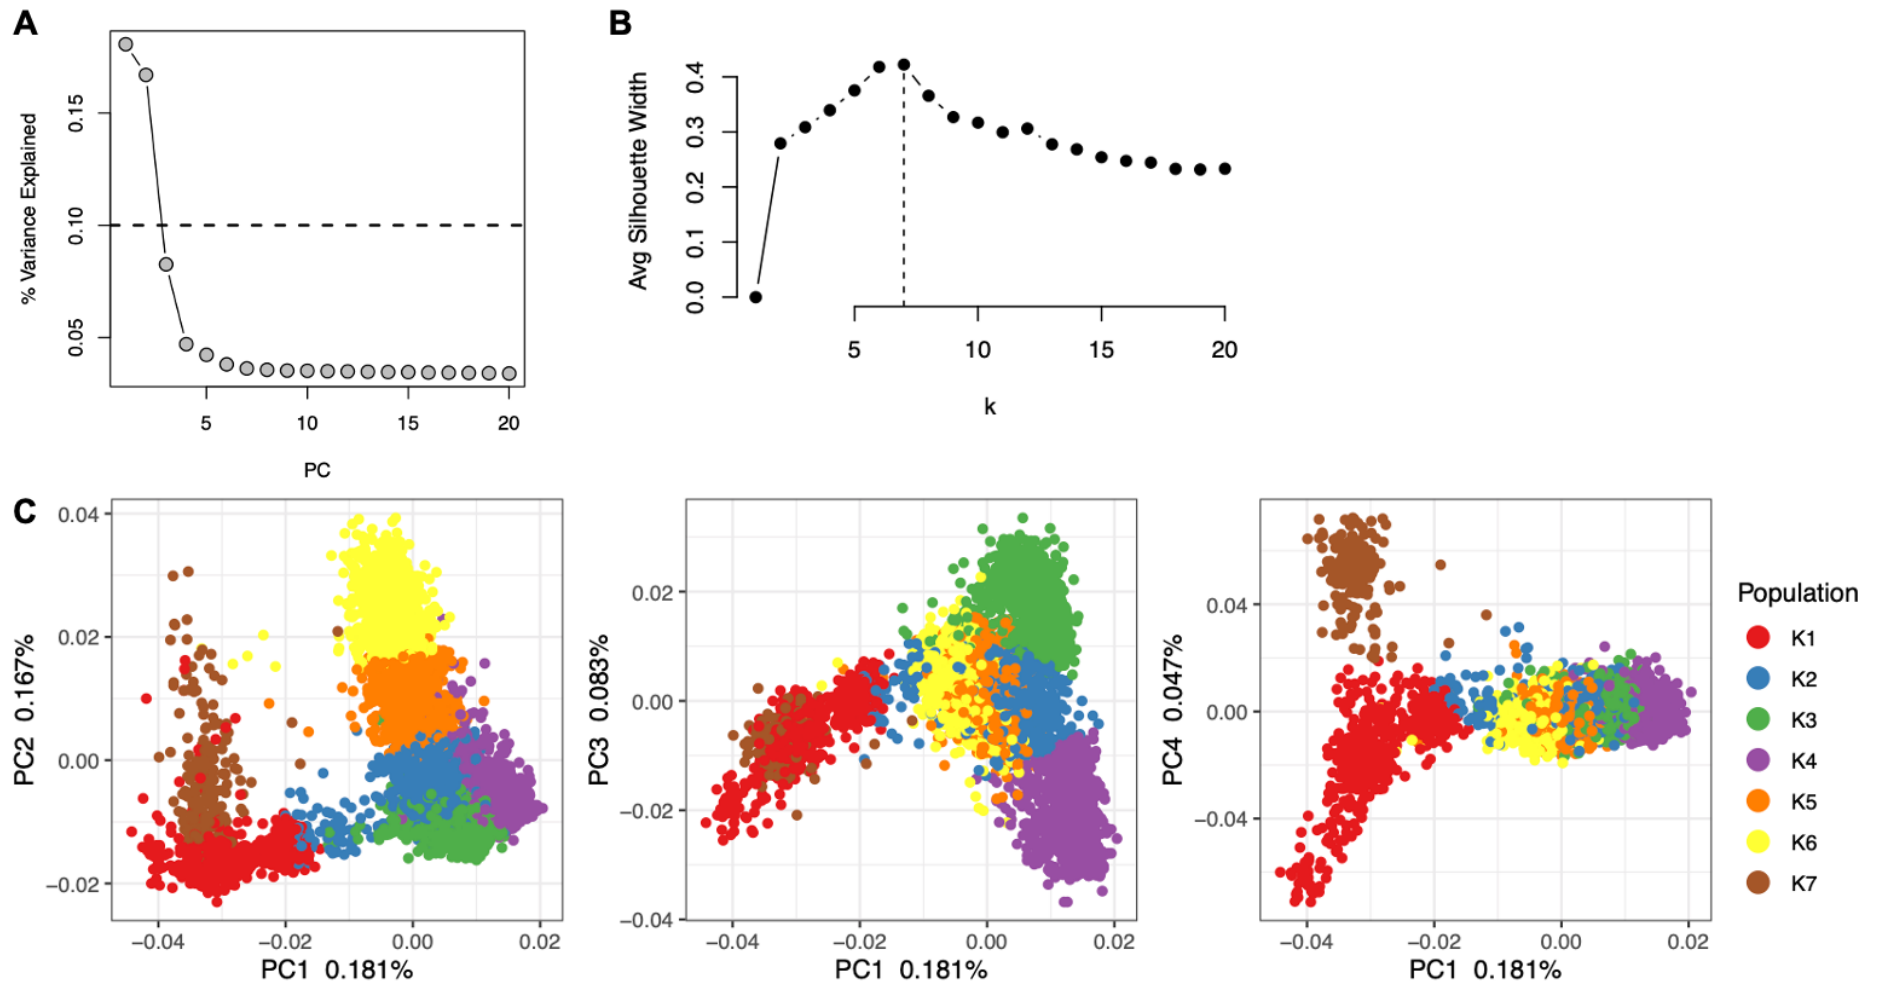 A
% Variance Explained
0.15
0.10
0.05
5 10 15 20
PC
B
Avg Silhouette Width
0.4
0.3
0.2
0.1
0.0
5 10 15 20
k
C
PC2 0.167%
0.04
0.02
0.00
−0.02
−0.04 −0.02 0.00 0.02
PC1 0.181%
PC3 0.083%
0.02
0.00
−0.02
−0.04
−0.04 −0.02 0.00 0.02
PC1 0.181%
PC4 0.047%
0.04
0.00
−0.04
−0.04 −0.02 0.00 0.02
PC1 0.181%
Population
K1
K2
K3
K4
K5
K6
K7